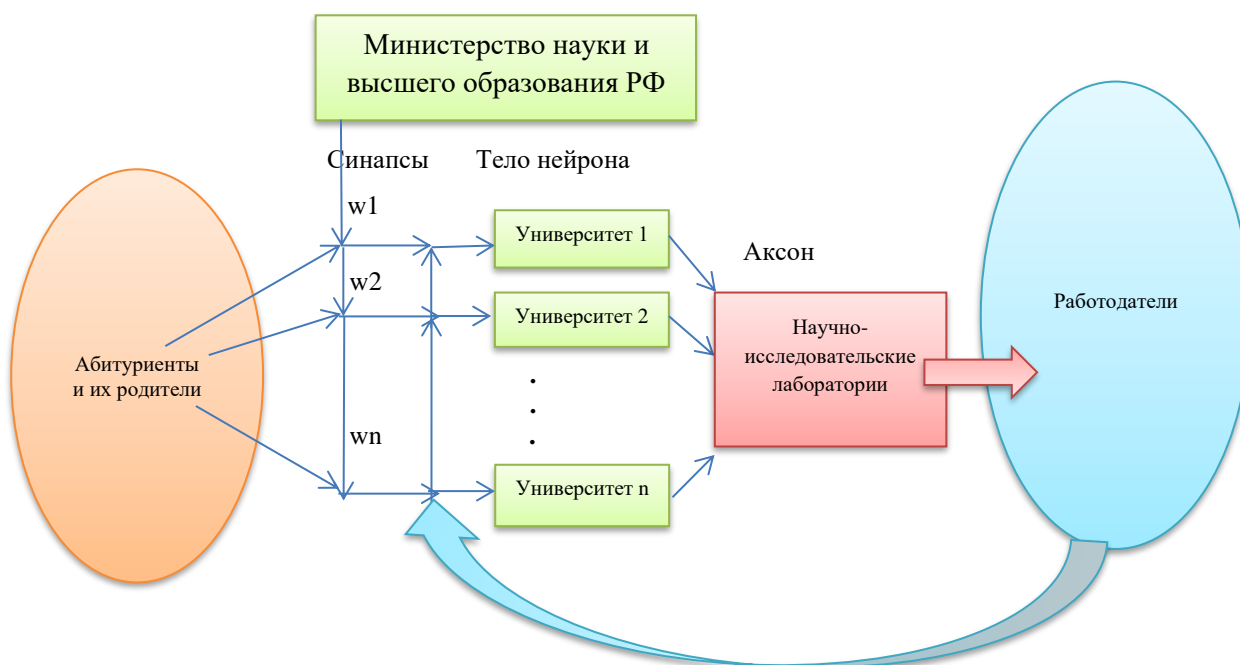 Министерство науки и
высшего образования РФ
Синапсы
Тело нейрона
w1
Университет 1
Аксон
w2
Университет 2
Работодатели
Научно-
исследовательские
лаборатории
Абитуриенты
и их родители
.
.
.
wn
Университет n